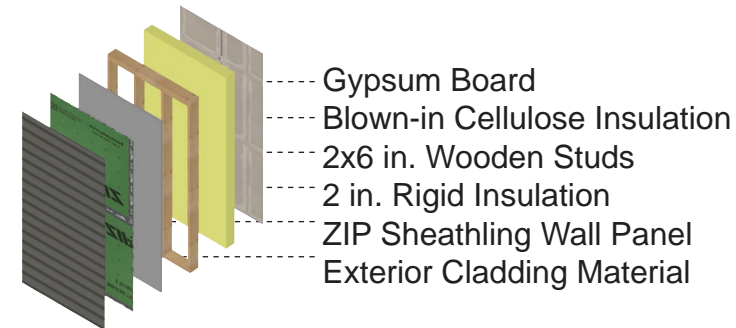 Gypsum Board
Blown-in Cellulose Insulation
2x6 in. Wooden Studs
2 in. Rigid Insulation
ZIP Sheathling Wall Panel
Exterior Cladding Material